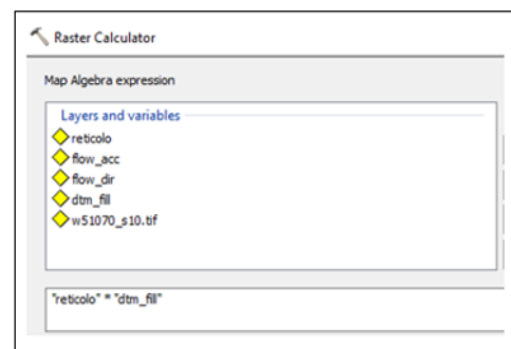 Raster Calculator
Map Algebra expression
Layers and variables
reticolo
flow_acc
flow_dir
dtm_fill
w51070_s10.tif
"reticolo" * "dtm_fill"